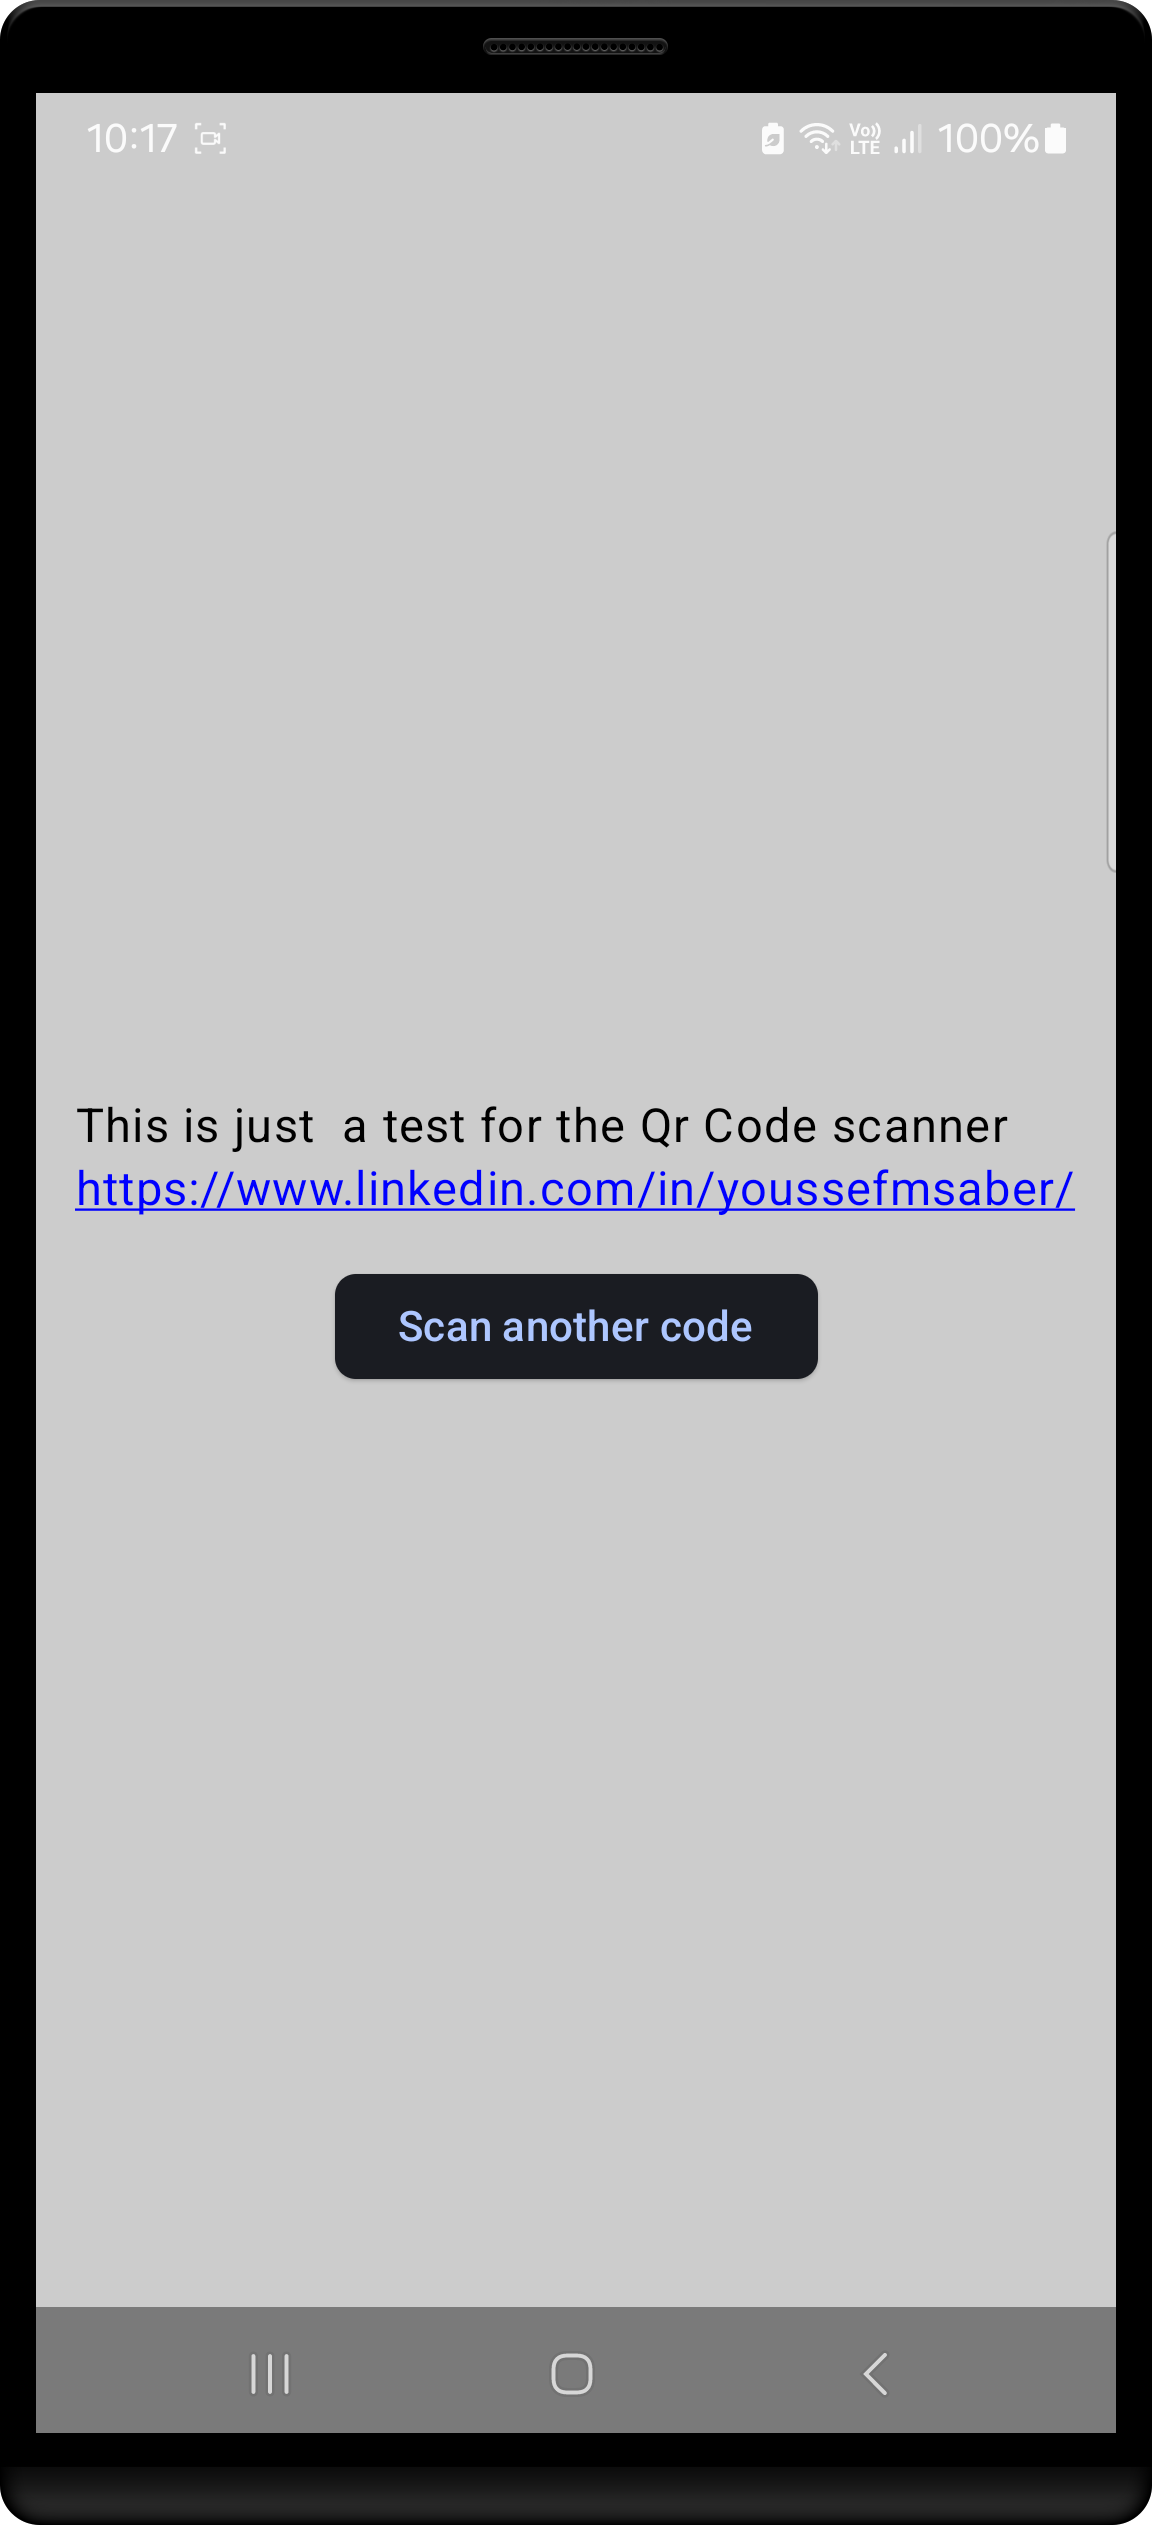 10:17 Vo)) LTE 100%
This is just  a test for the Qr Code scanner
https://www.linkedin.com/in/youssefmsaber/
Scan another code